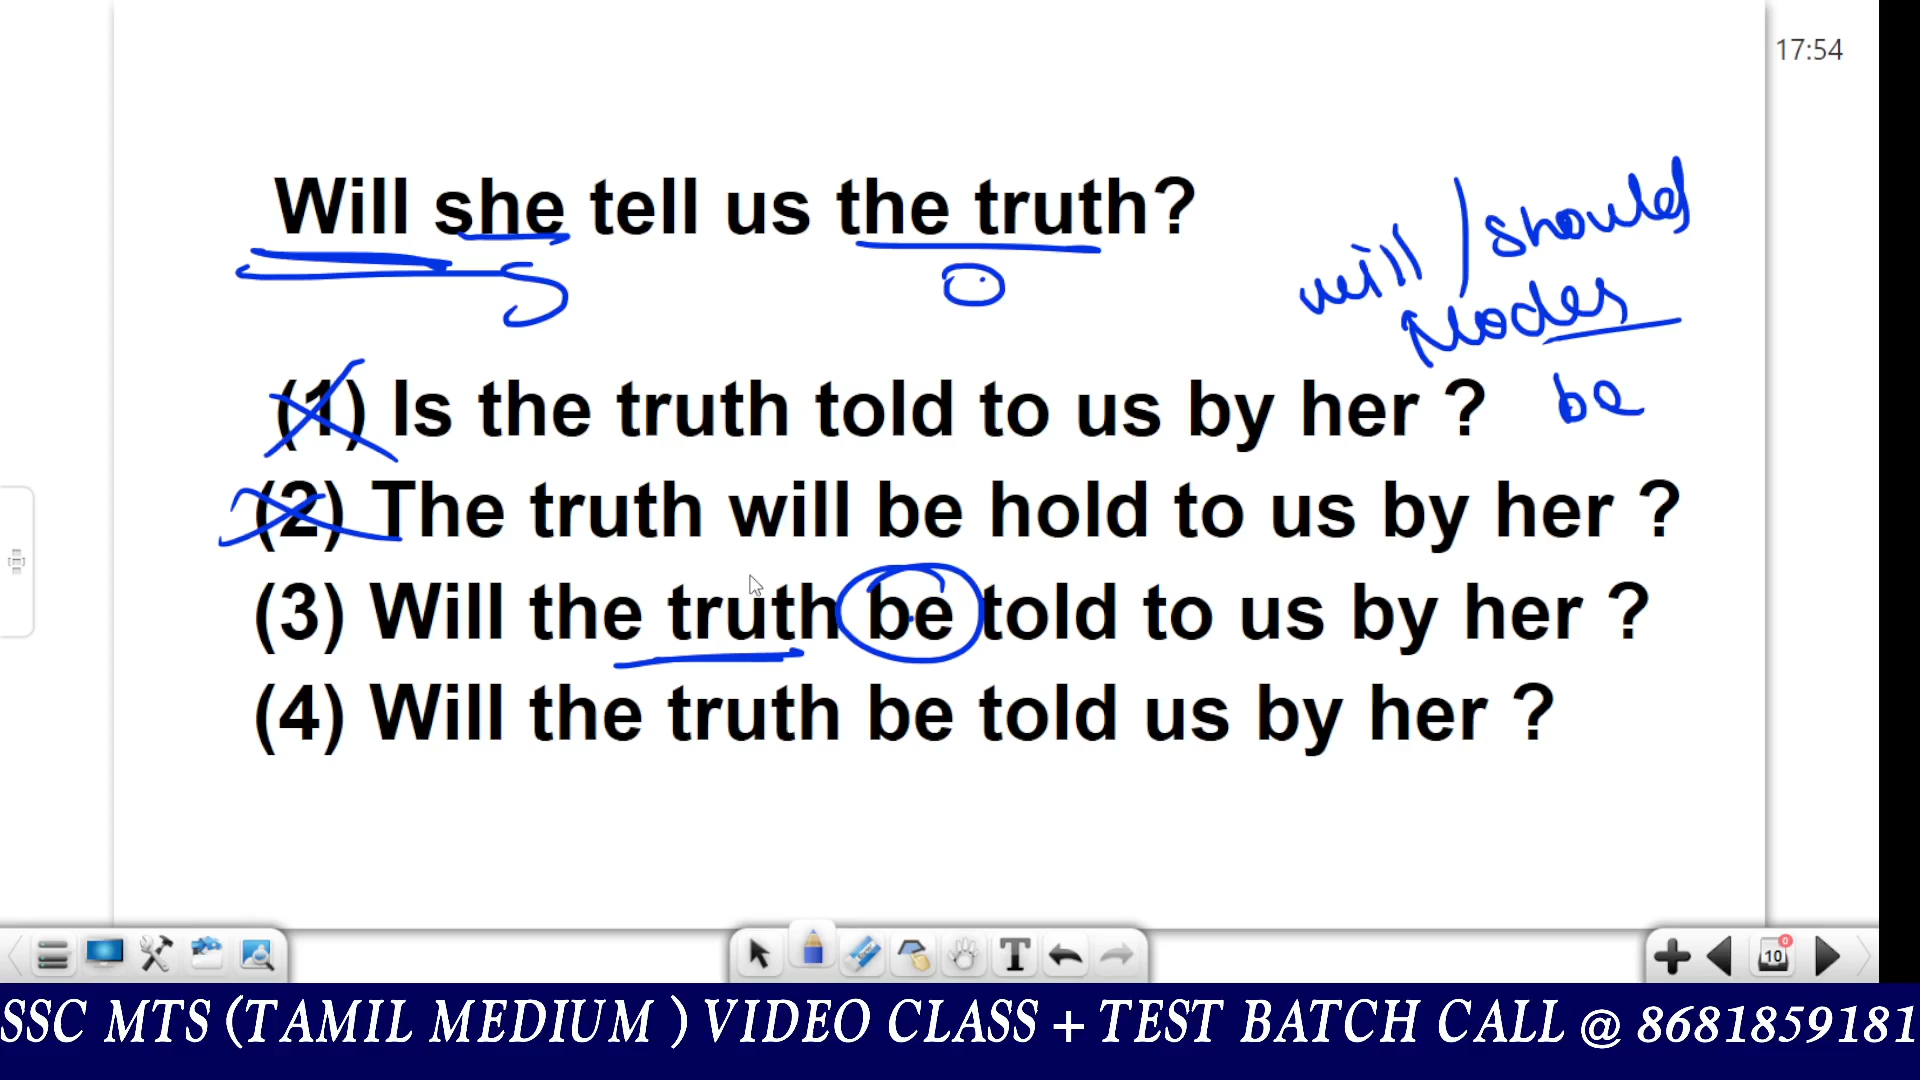 17:54
Will she tell us the truth?
will / should
Modes
be
(1) Is the truth told to us by her ?
(2) The truth will be hold to us by her ?
(3) Will the truth be told to us by her ?
(4) Will the truth be told us by her ?
T
10
0
SSC MTS (TAMIL MEDIUM ) VIDEO CLASS + TEST BATCH CALL @ 8681859181